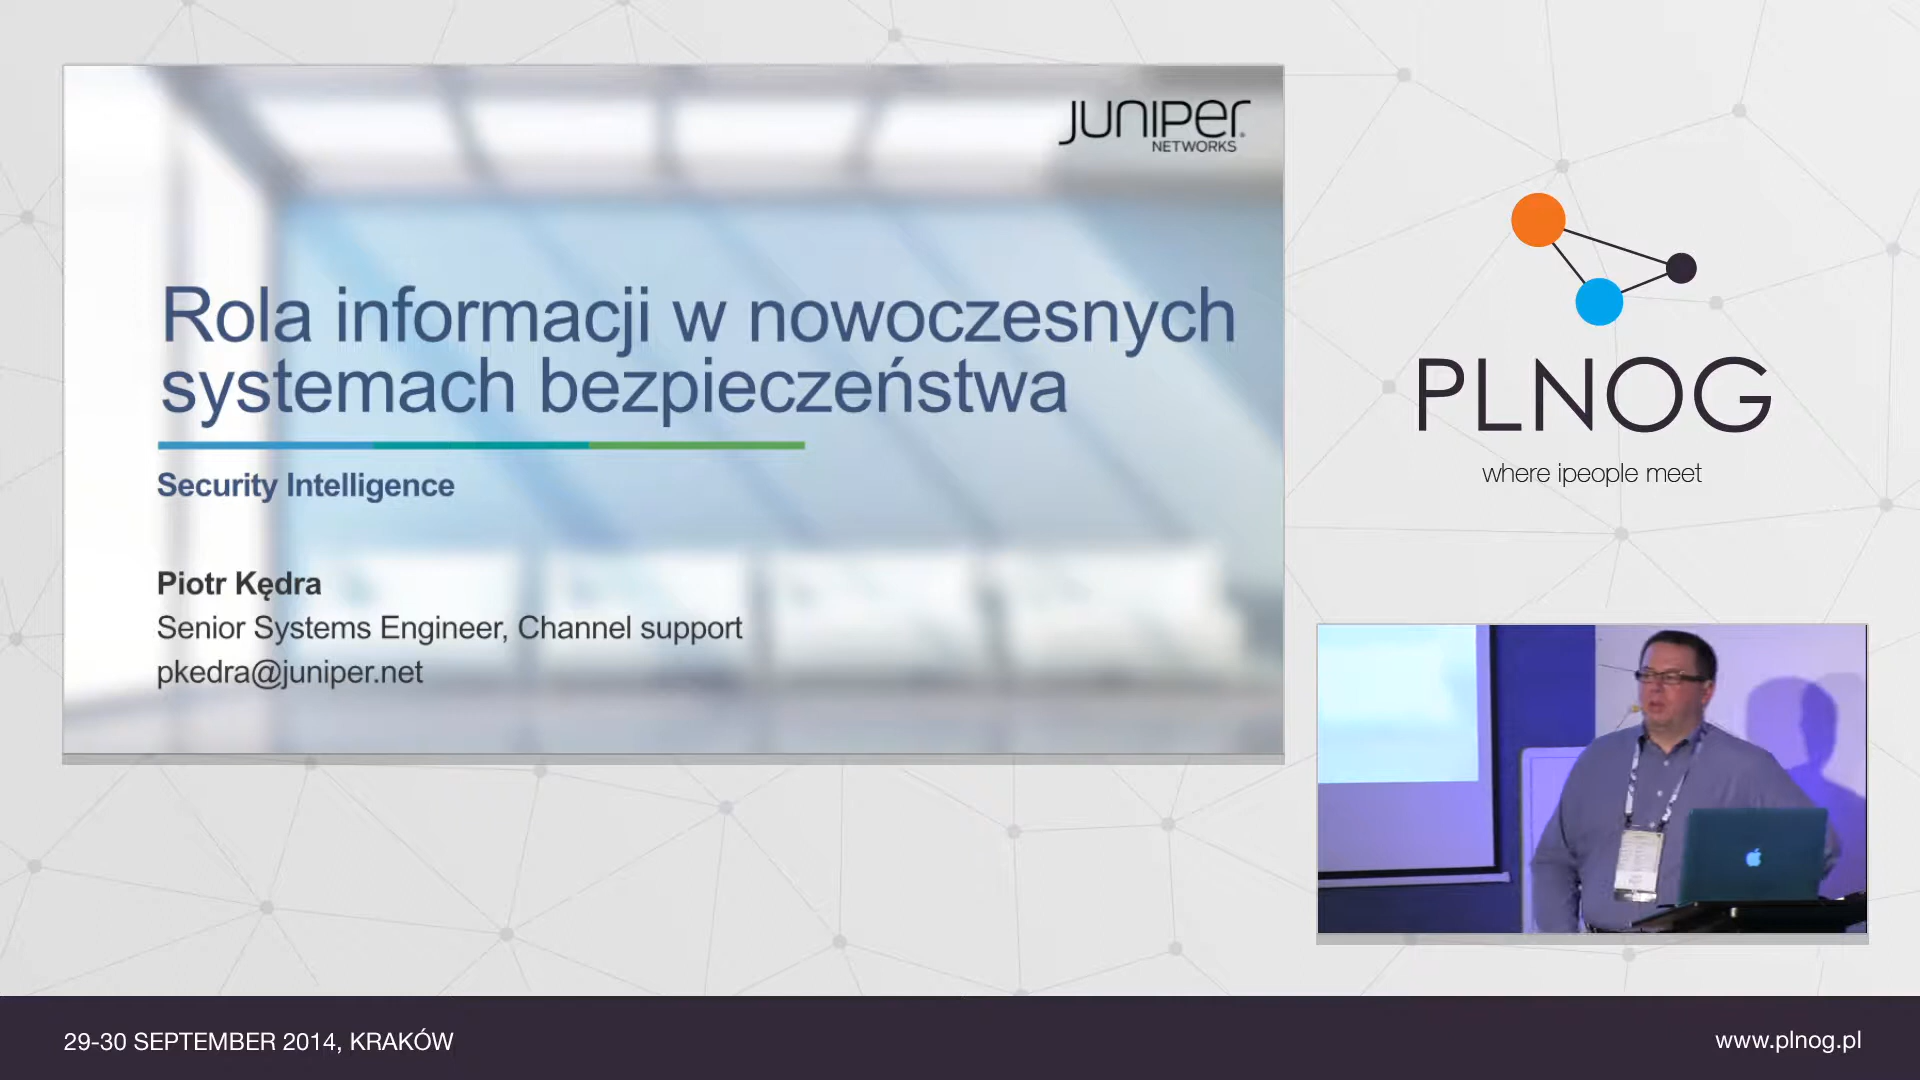 JUNIPEr
NETWORKS
Rola informacji w nowoczesnych
systemach bezpieczeństwa
Security Intelligence
Piotr Kędra
Senior Systems Engineer, Channel support
pkedra@juniper.net
PLNOG
where ipeople meet
29-30 SEPTEMBER 2014, KRAKÓW
www.plnog.pl